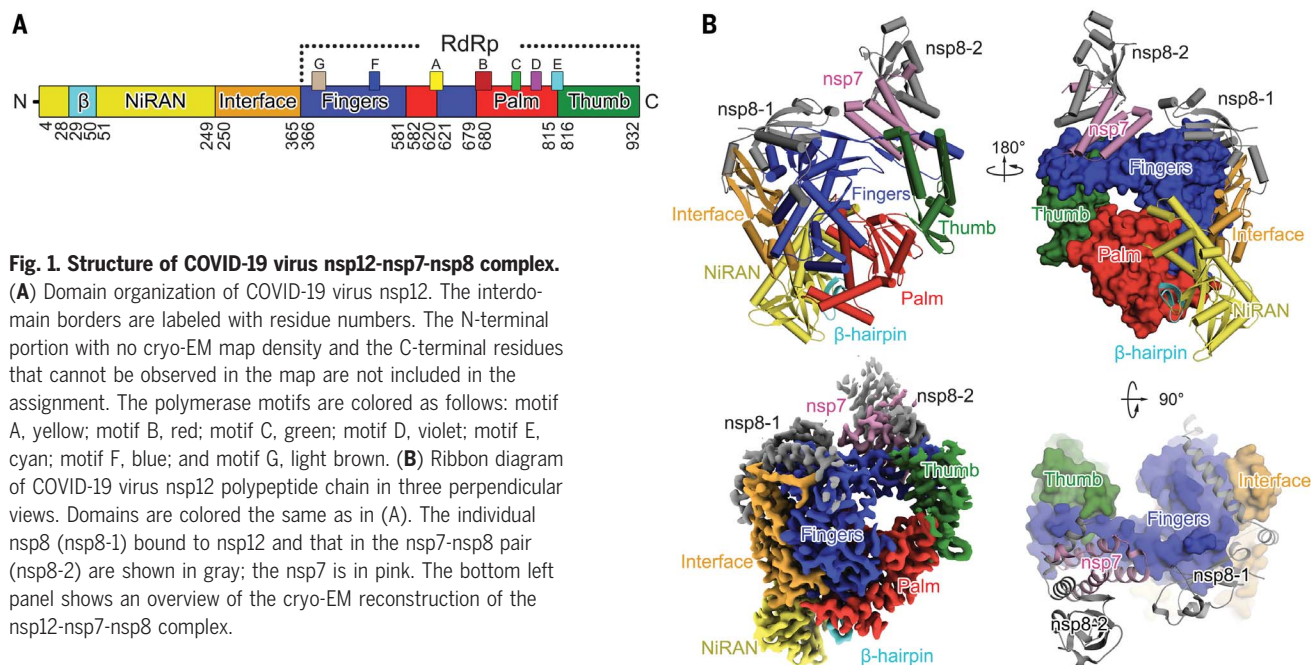 A
RdRp
G F A B C D E
N β NiRAN Interface Fingers Palm Thumb C
4 28 29 50 51 249 250 365 366 581 582 620 621 679 680 815 816 932
Fig. 1. Structure of COVID-19 virus nsp12-nsp7-nsp8 complex.
(A) Domain organization of COVID-19 virus nsp12. The interdo-
main borders are labeled with residue numbers. The N-terminal
portion with no cryo-EM map density and the C-terminal residues
that cannot be observed in the map are not included in the
assignment. The polymerase motifs are colored as follows: motif
A, yellow; motif B, red; motif C, green; motif D, violet; motif E,
cyan; motif F, blue; and motif G, light brown. (B) Ribbon diagram
of COVID-19 virus nsp12 polypeptide chain in three perpendicular
views. Domains are colored the same as in (A). The individual
nsp8 (nsp8-1) bound to nsp12 and that in the nsp7-nsp8 pair
(nsp8-2) are shown in gray; the nsp7 is in pink. The bottom left
panel shows an overview of the cryo-EM reconstruction of the
nsp12-nsp7-nsp8 complex.
B
nsp8-2
nsp7
nsp8-1
Fingers
Interface
Thumb
NiRAN
Palm
β-hairpin
180°
nsp8-2
nsp8-1
nsp7
Fingers
Thumb
Interface
Palm
NiRAN
β-hairpin
90°
nsp7
nsp8-2
nsp8-1
Thumb
Fingers
Interface
Palm
NiRAN
β-hairpin
Thumb
Interface
Fingers
nsp7
nsp8-1
nsp8-2